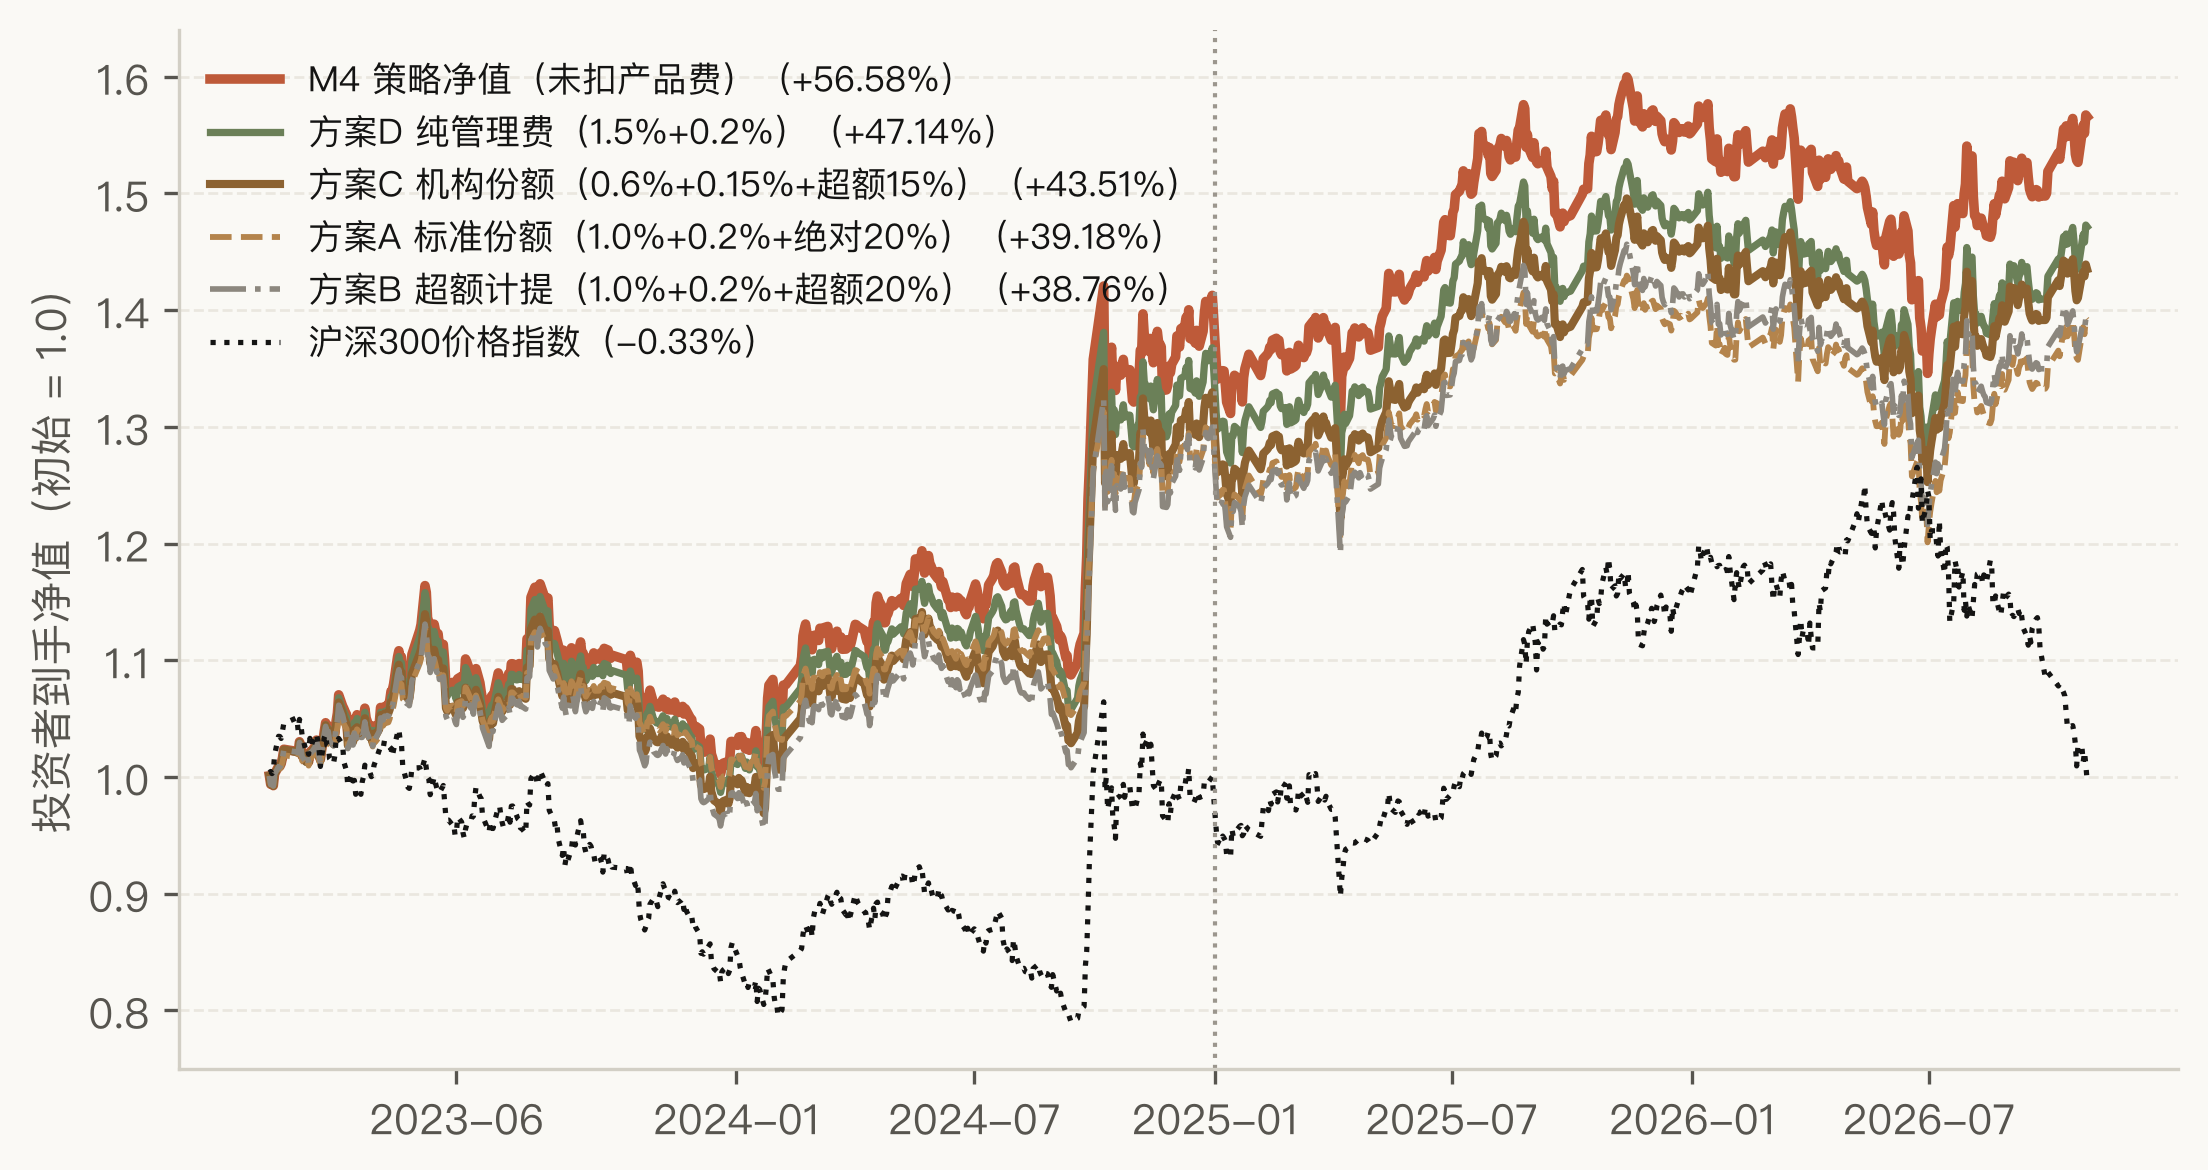 M4 策略净值（未扣产品费） （+56.58%）
方案D 纯管理费（1.5%+0.2%） （+47.14%）
方案C 机构份额（0.6%+0.15%+超额15%） （+43.51%）
方案A 标准份额（1.0%+0.2%+绝对20%） （+39.18%）
方案B 超额计提（1.0%+0.2%+超额20%） （+38.76%）
沪深300价格指数（−0.33%）
投资者到手净值（初始 = 1.0）
1.6
1.5
1.4
1.3
1.2
1.1
1.0
0.9
0.8
2023−06
2024−01
2024−07
2025−01
2025−07
2026−01
2026−07